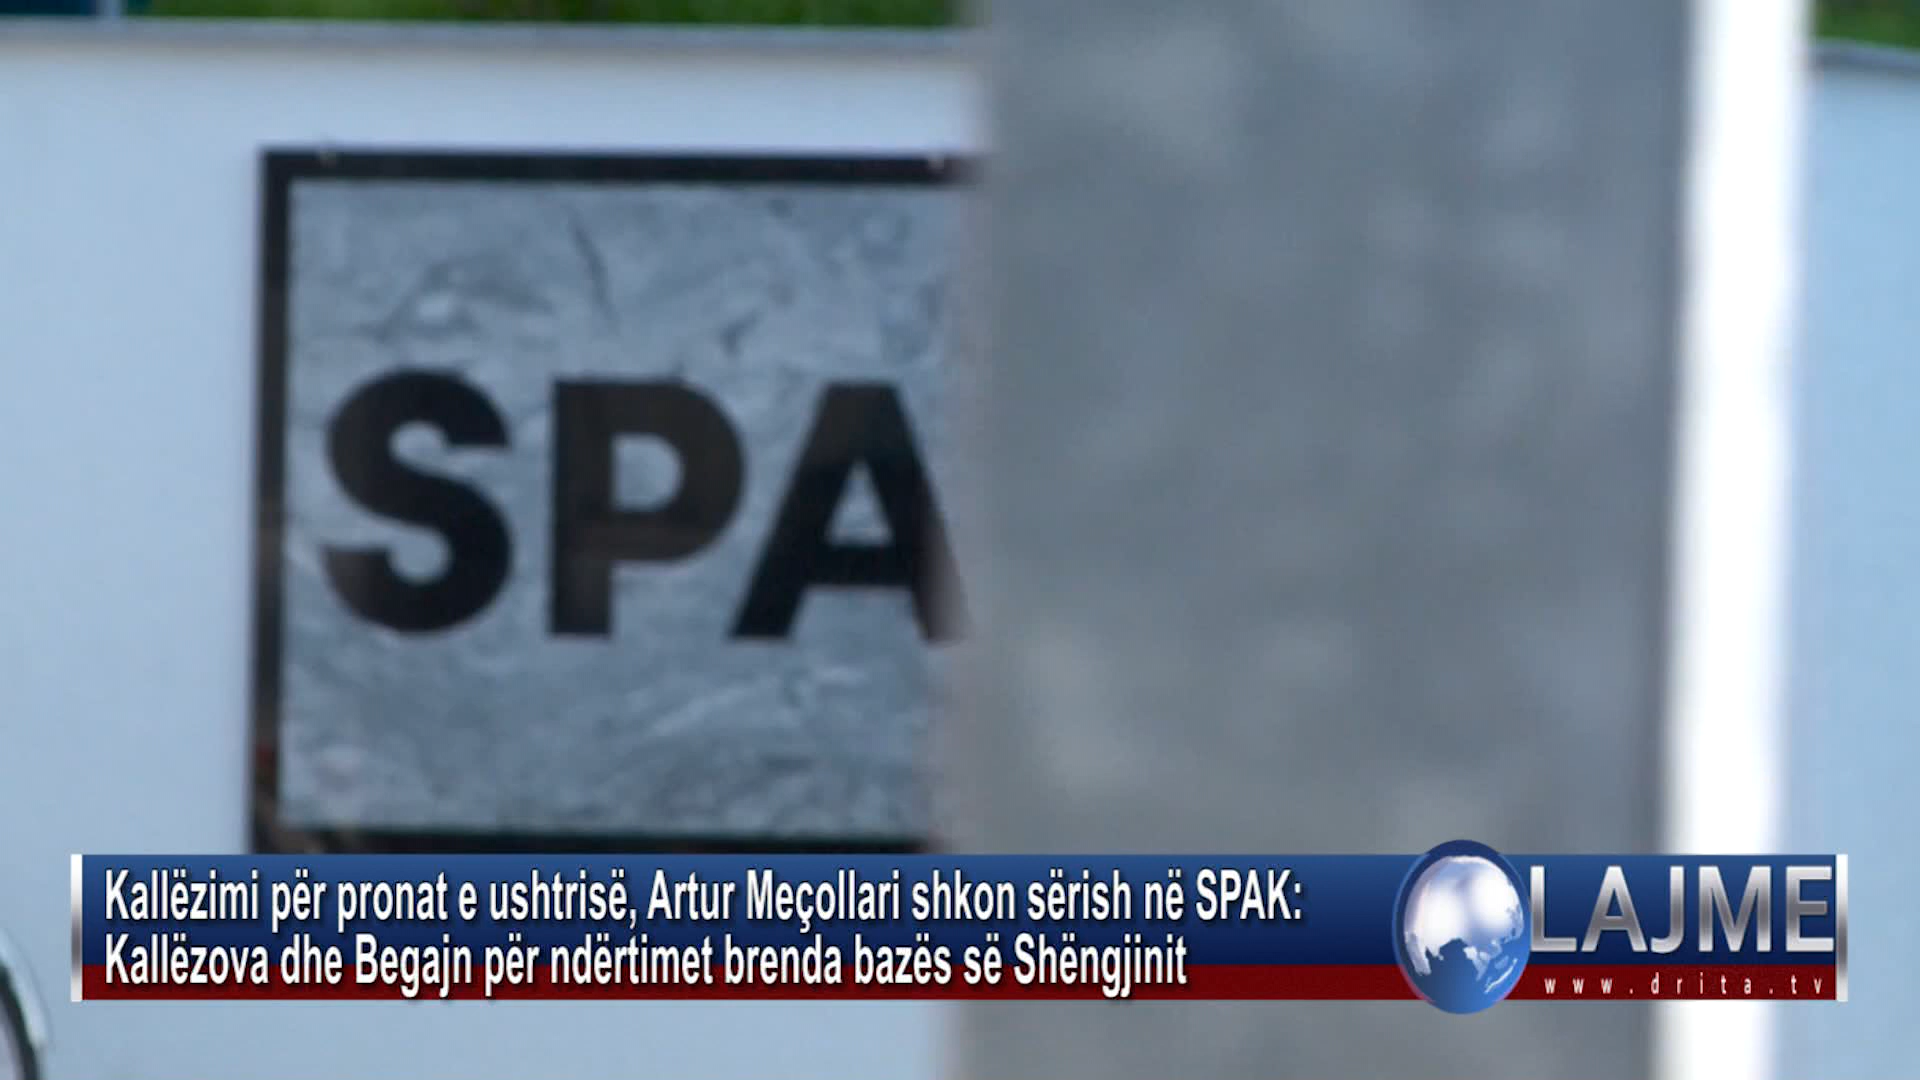 SPA
Kallëzimi për pronat e ushtrisë, Artur Meçollari shkon sërish në SPAK:
Kallëzova dhe Begajn për ndërtimet brenda bazës së Shëngjinit
LAJME
www.drita.tv